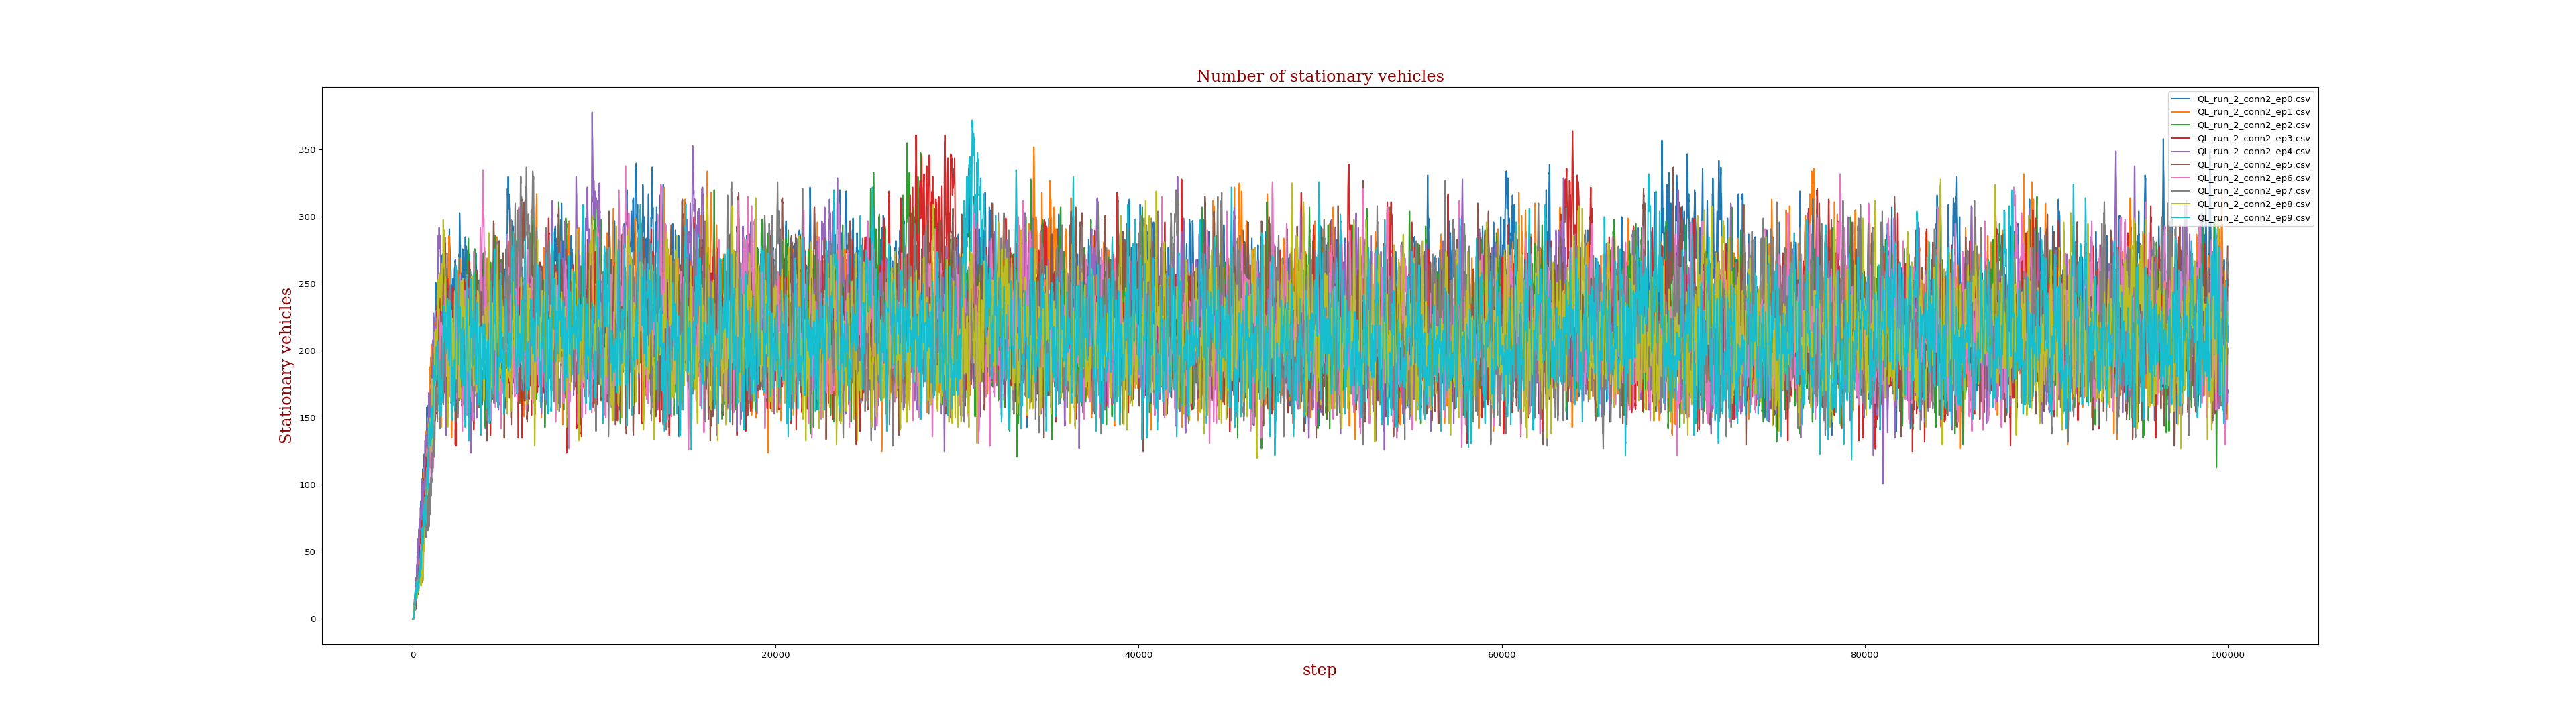 Number of stationary vehicles
QL_run_2_conn2_ep0.csv
QL_run_2_conn2_ep1.csv
QL_run_2_conn2_ep2.csv
QL_run_2_conn2_ep3.csv
QL_run_2_conn2_ep4.csv
QL_run_2_conn2_ep5.csv
QL_run_2_conn2_ep6.csv
QL_run_2_conn2_ep7.csv
QL_run_2_conn2_ep8.csv
QL_run_2_conn2_ep9.csv
Stationary vehicles
350
300
250
200
150
100
50
0
0 20000 40000 60000 80000 100000
step